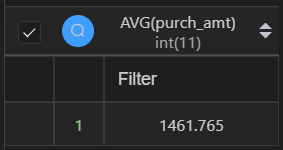 AVG(purch_amt)
int(11)
Filter
1 1461.765